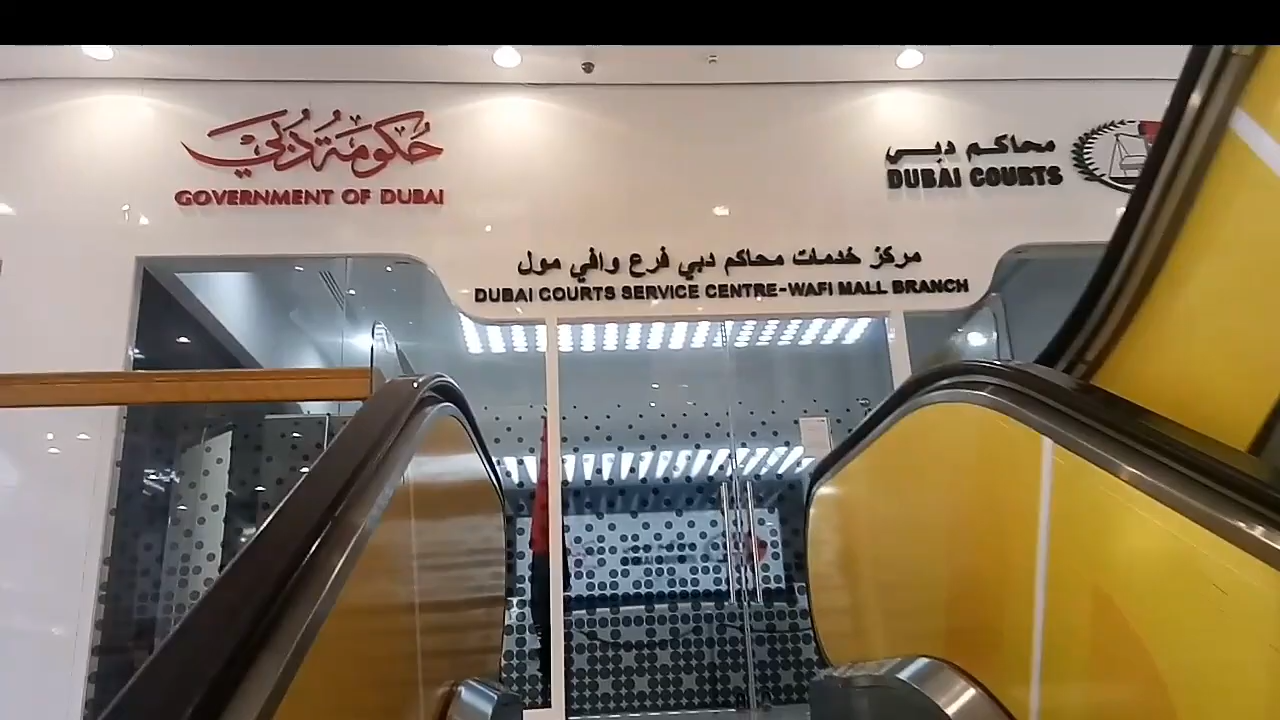 حكومة دبي
GOVERNMENT OF DUBAI
محاكم دبي
DUBAI COURTS
مركز خدمات محاكم دبي فرع وافي مول
DUBAI COURTS SERVICE CENTRE-WAFI MALL BRANCH